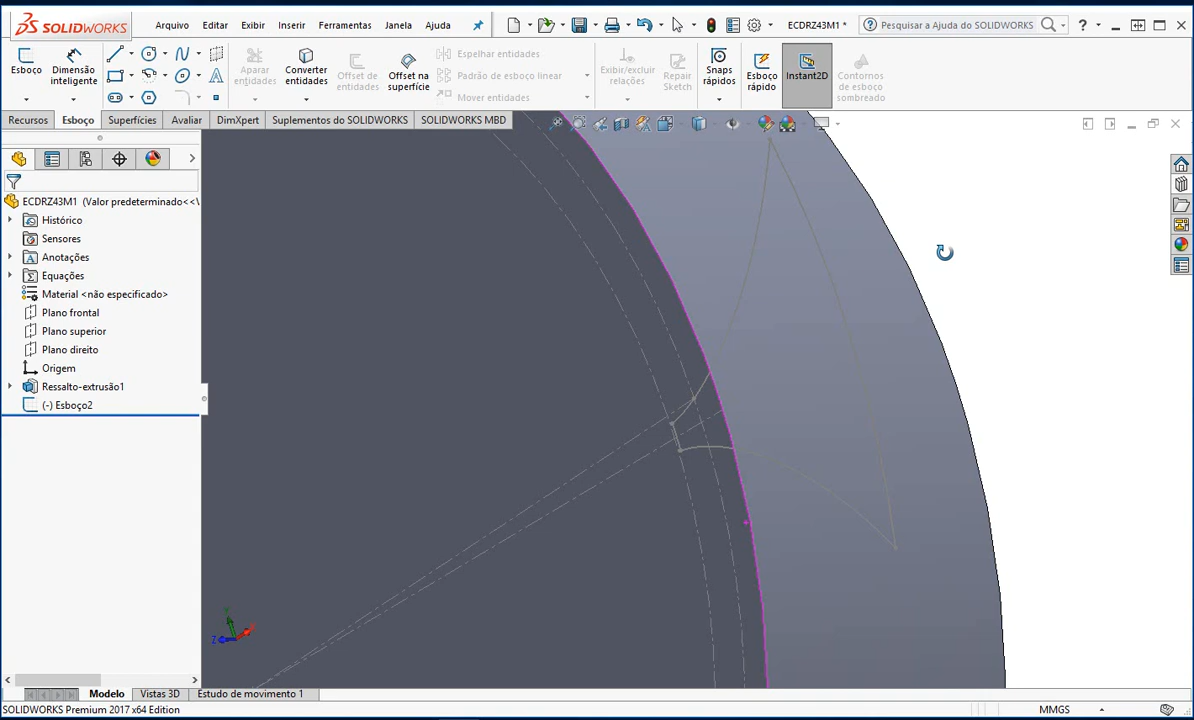 SOLIDWORKS
Arquivo Editar Exibir Inserir Ferramentas Janela Ajuda
ECDRZ43M1 *
Pesquisar a Ajuda do SOLIDWORKS
Esboço
Dimensão inteligente
Aparar entidades
Converter entidades
Offset de entidades
Offset na superfície
Espelhar entidades
Padrão de esboço linear
Mover entidades
Exibir/excluir relações
Repair Sketch
Snaps rápidos
Esboço rápido
Instant2D
Contornos de esboço sombreado
Recursos Esboço Superfícies Avaliar DimXpert Suplementos do SOLIDWORKS SOLIDWORKS MBD
ECDRZ43M1 (Valor predeterminado<<\
Histórico
Sensores
Anotações
Equações
Material <não especificado>
Plano frontal
Plano superior
Plano direito
Origem
Ressalto-extrusão1
(-) Esboço2
Y
Z
Modelo Vistas 3D Estudo de movimento 1
SOLIDWORKS Premium 2017 x64 Edition
MMGS